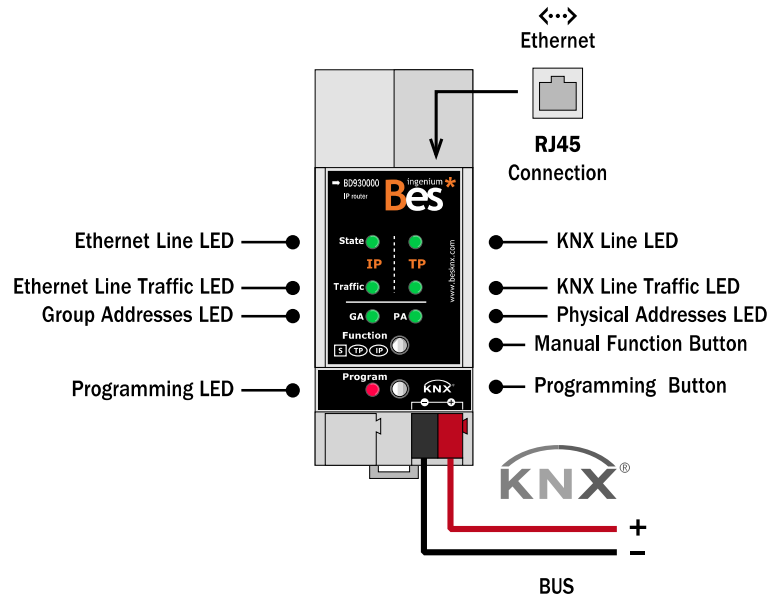 <···>
Ethernet
RJ45
Connection
➡ BD930000
IP router
ingenium
Bes*
www.besknx.com
State
IP TP
Traffic
GA PA
Function
S TP IP
Program
KNX®
− +
Ethernet Line LED
Ethernet Line Traffic LED
Group Addresses LED
Programming LED
KNX Line LED
KNX Line Traffic LED
Physical Addresses LED
Manual Function Button
Programming Button
KNX®
+
−
BUS